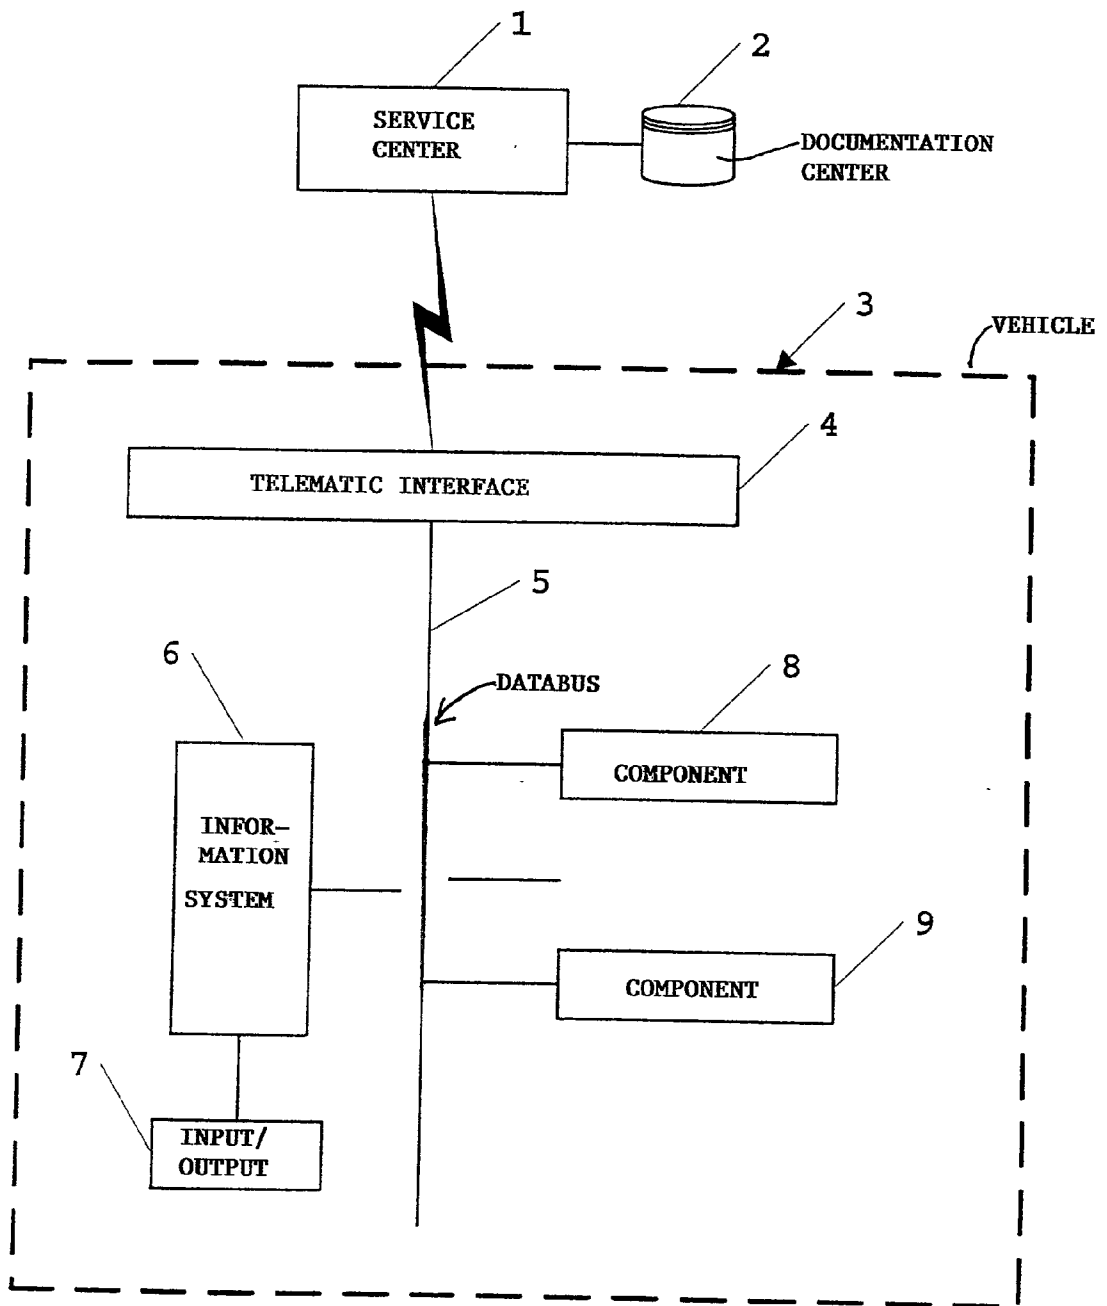 1
2
SERVICE
CENTER
DOCUMENTATION
CENTER
3
VEHICLE
4
TELEMATIC INTERFACE
5
6
DATABUS
8
COMPONENT
INFOR-
MATION
SYSTEM
9
COMPONENT
7
INPUT/
OUTPUT